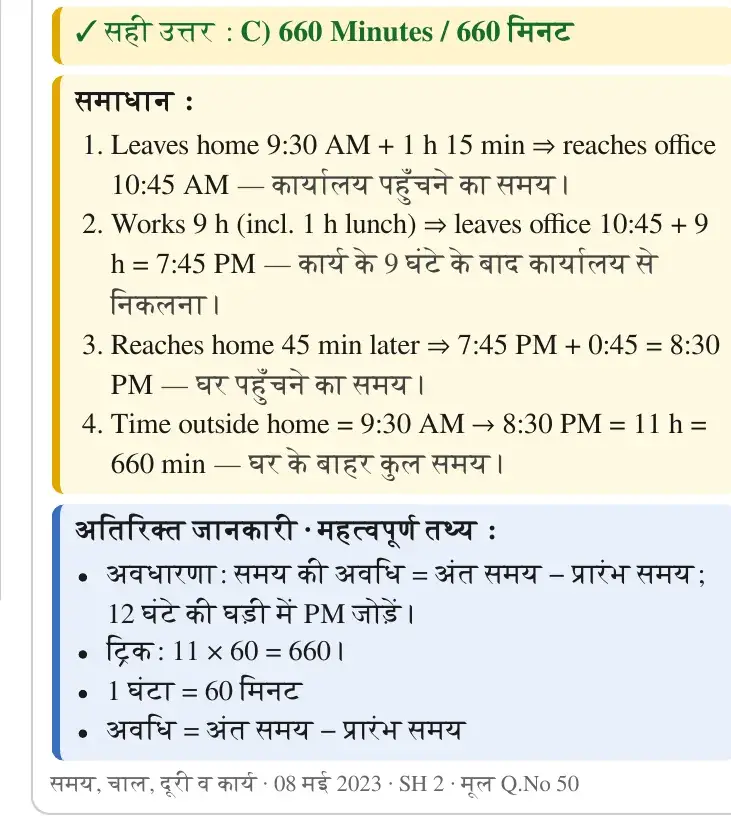 ✓ सही उत्तर : C) 660 Minutes / 660 मिनट
समाधान :
1. Leaves home 9:30 AM + 1 h 15 min ⇒ reaches office
10:45 AM — कार्यालय पहुँचने का समय।
2. Works 9 h (incl. 1 h lunch) ⇒ leaves office 10:45 + 9
h = 7:45 PM — कार्य के 9 घंटे के बाद कार्यालय से
निकलना।
3. Reaches home 45 min later ⇒ 7:45 PM + 0:45 = 8:30
PM — घर पहुँचने का समय।
4. Time outside home = 9:30 AM → 8:30 PM = 11 h =
660 min — घर के बाहर कुल समय।
अतिरिक्त जानकारी · महत्वपूर्ण तथ्य :
• अवधारणा : समय की अवधि = अंत समय – प्रारंभ समय ;
12 घंटे की घड़ी में PM जोड़ें।
• ट्रिक : 11 × 60 = 660।
• 1 घंटा = 60 मिनट
• अवधि = अंत समय – प्रारंभ समय
समय, चाल, दूरी व कार्य · 08 मई 2023 · SH 2 · मूल Q.No 50